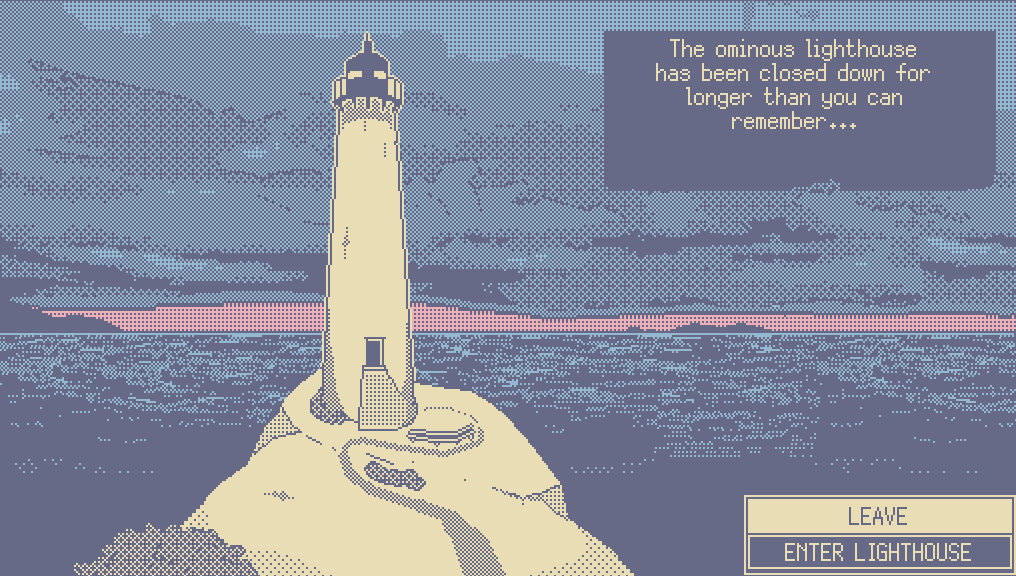 The ominous lighthouse
has been closed down for
longer than you can
remember...
LEAVE
ENTER LIGHTHOUSE